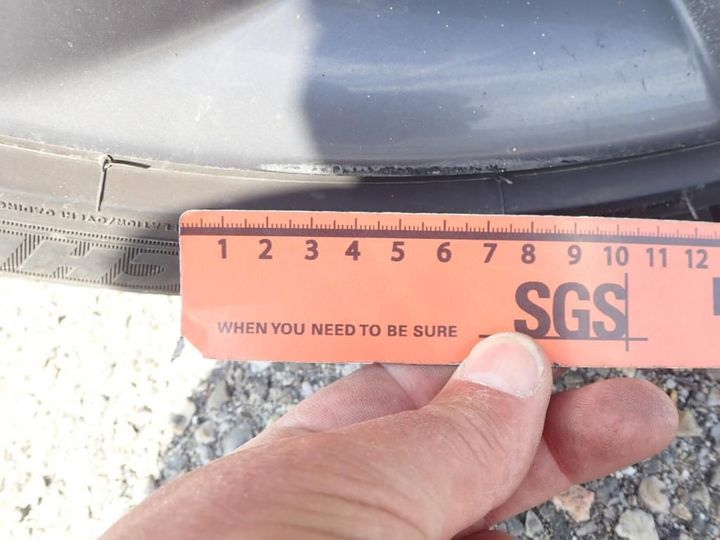 1 2 3 4 5 6 7 8 9 10 11 12
SGS
WHEN YOU NEED TO BE SURE